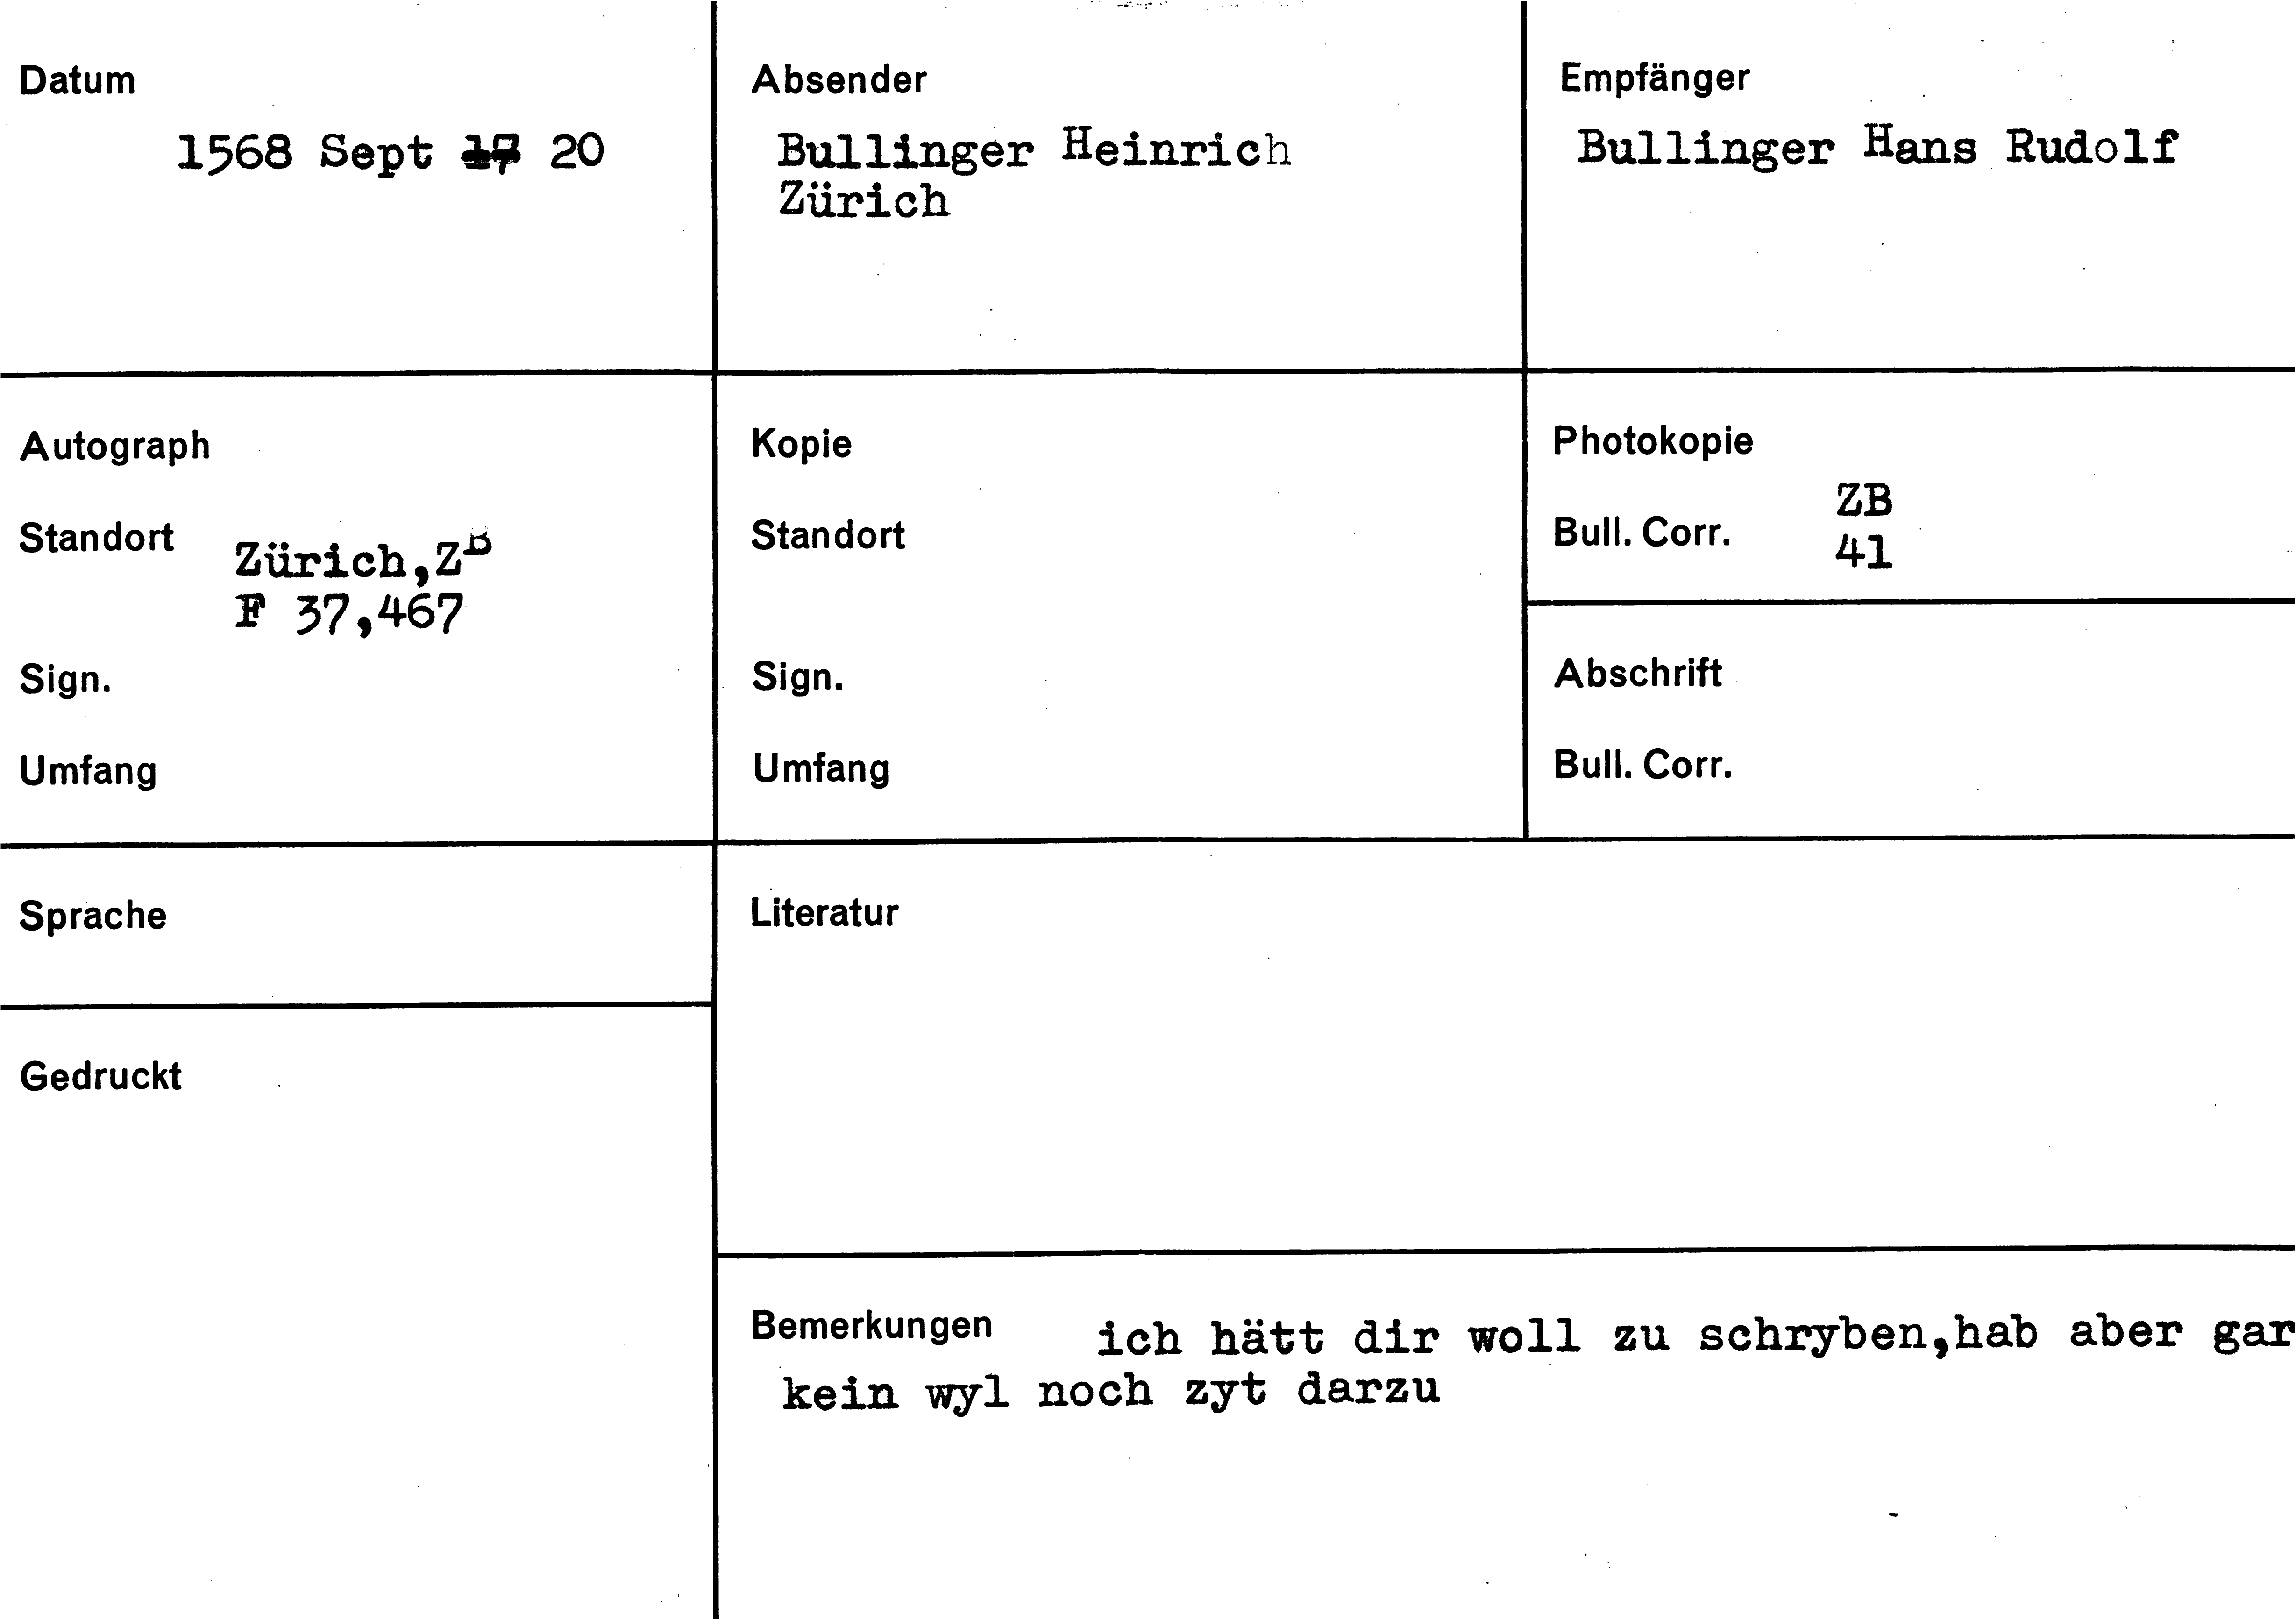 Datum
1568 Sept 17 20
Absender
Bullinger Heinrich
Zürich
Empfänger
Bullinger Hans Rudolf
Autograph
Standort
Zürich,ZB
F 37,467
Sign.
Umfang
Kopie
Standort
Sign.
Umfang
Photokopie
ZB
Bull. Corr.
41
Abschrift
Bull. Corr.
Sprache
Gedruckt
Literatur
Bemerkungen ich hätt dir woll zu schryben,hab aber gar
kein wyl noch zyt darzu